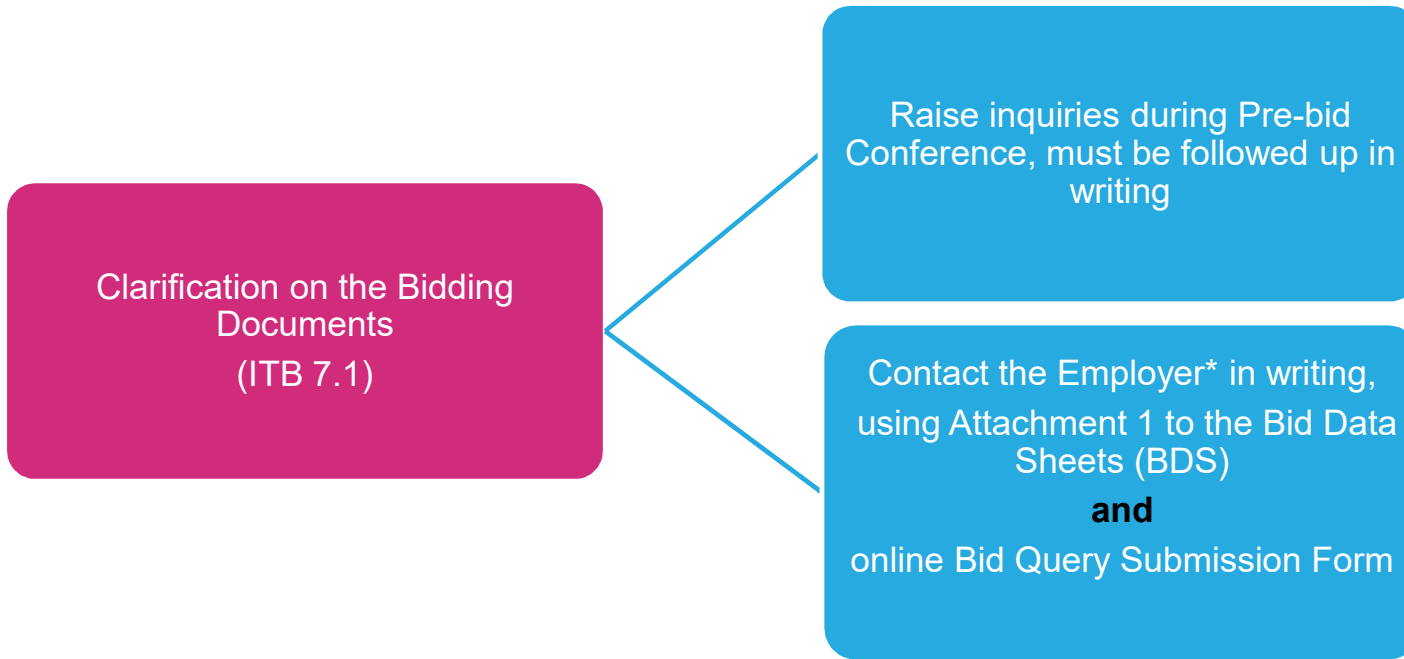 Clarification on the Bidding
Documents
(ITB 7.1)
Raise inquiries during Pre-bid
Conference, must be followed up in
writing
Contact the Employer* in writing,
using Attachment 1 to the Bid Data
Sheets (BDS)
and
online Bid Query Submission Form